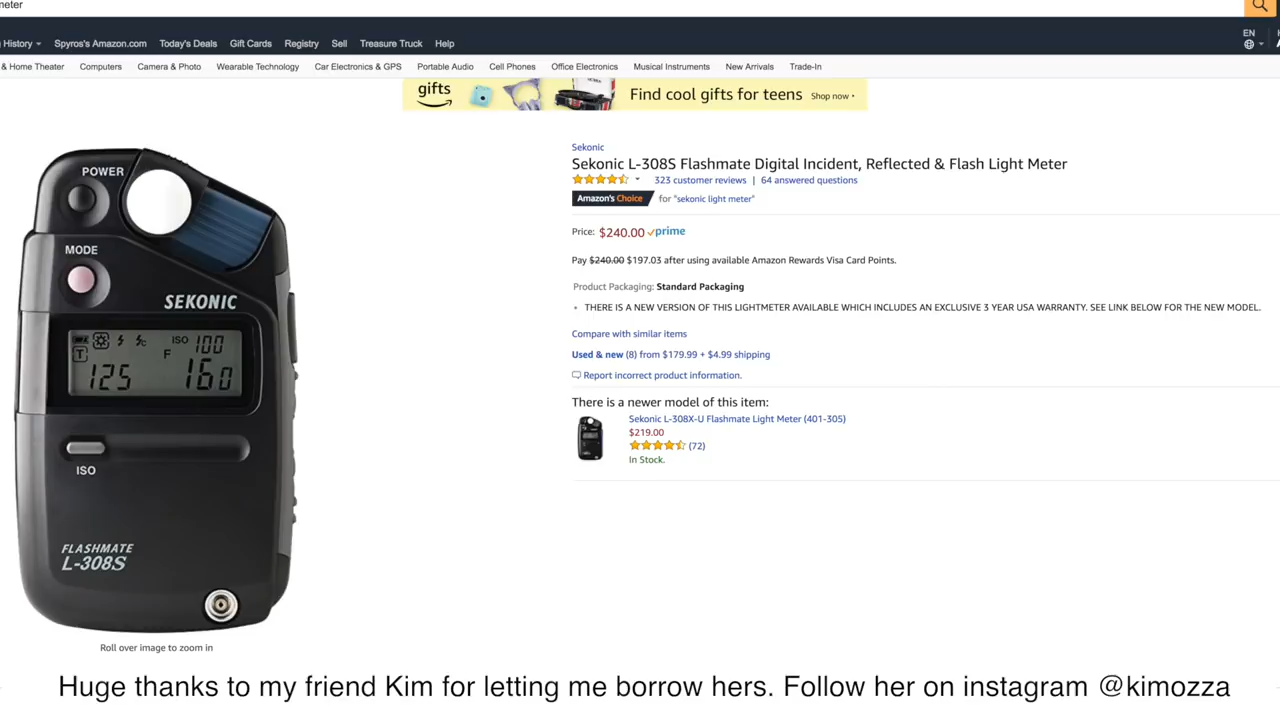 meter
History
Spyros's Amazon.com
Today's Deals
Gift Cards
Registry
Sell
Treasure Truck
Help
EN
& Home Theater
Computers
Camera & Photo
Wearable Technology
Car Electronics & GPS
Portable Audio
Cell Phones
Office Electronics
Musical Instruments
New Arrivals
Trade-In
gifts
Find cool gifts for teens
Shop now
Sekonic
Sekonic L-308S Flashmate Digital Incident, Reflected & Flash Light Meter
323 customer reviews | 64 answered questions
Amazon's Choice for "sekonic light meter"
Price: $240.00 prime
Pay $240.00 $197.03 after using available Amazon Rewards Visa Card Points.
Product Packaging: Standard Packaging
THERE IS A NEW VERSION OF THIS LIGHTMETER AVAILABLE WHICH INCLUDES AN EXCLUSIVE 3 YEAR USA WARRANTY. SEE LINK BELOW FOR THE NEW MODEL.
Compare with similar items
Used & new (8) from $179.99 + $4.99 shipping
Report incorrect product information.
There is a newer model of this item:
Sekonic L-308X-U Flashmate Light Meter (401-305)
$219.00
(72)
In Stock.
POWER
MODE
SEKONIC
ISO 100
T
F
125
160
ISO
FLASHMATE
L-308S
Roll over image to zoom in
Huge thanks to my friend Kim for letting me borrow hers. Follow her on instagram @kimozza